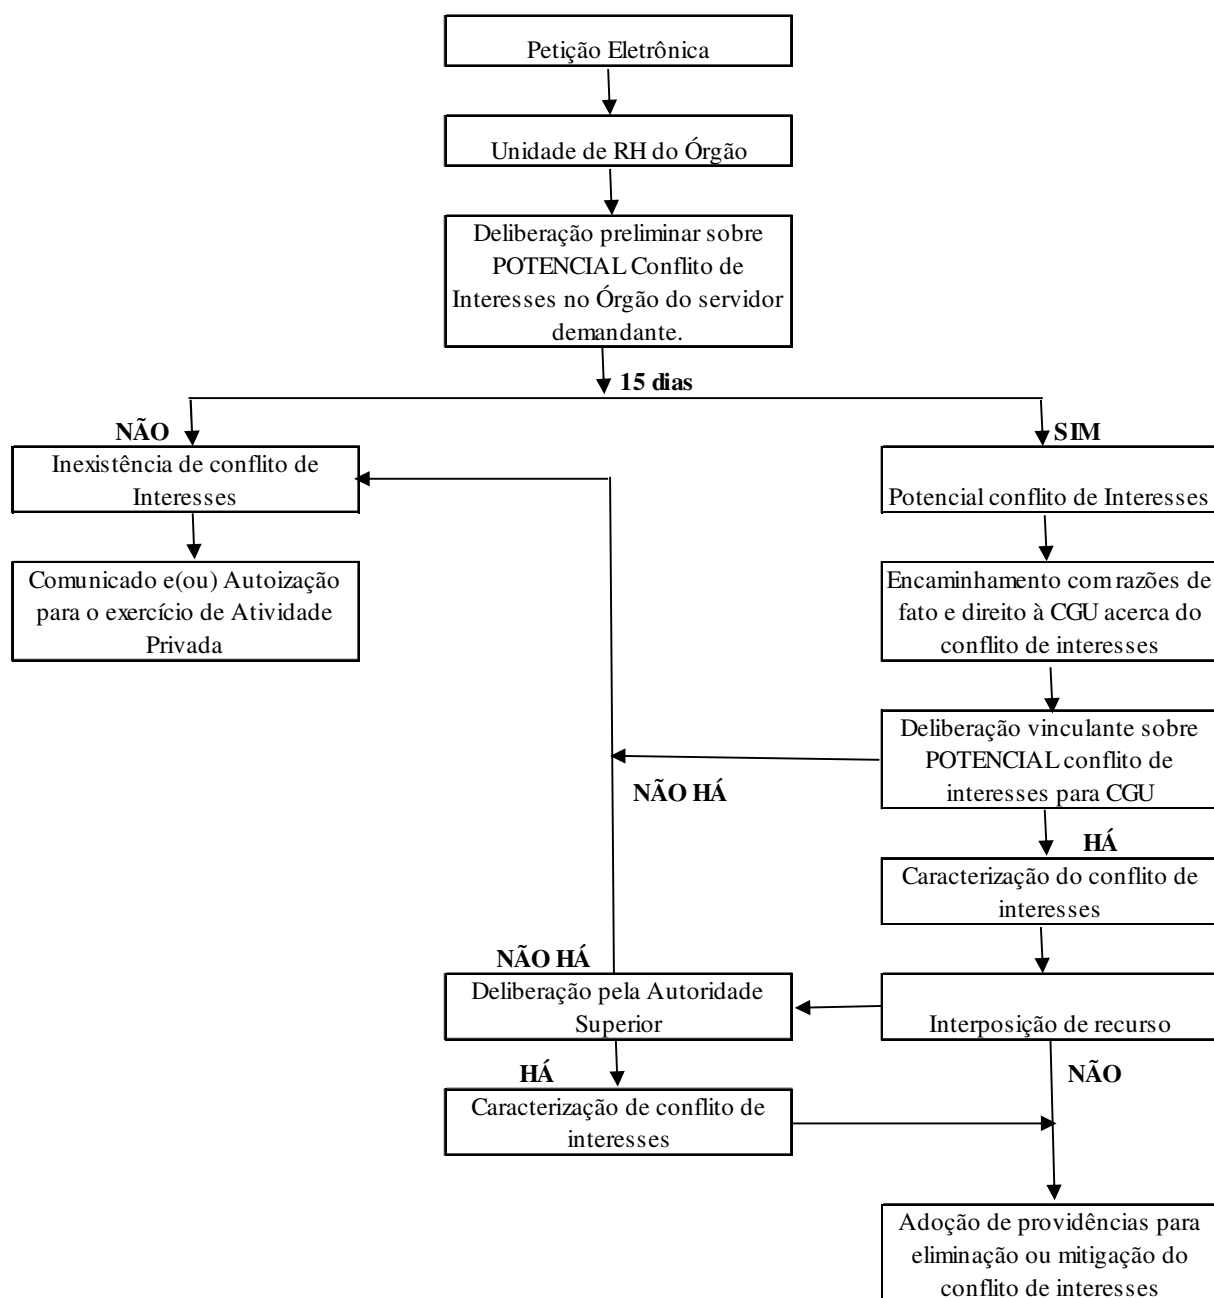 Petição Eletrônica
Unidade de RH do Órgão
Deliberação preliminar sobre
POTENCIAL Conflito de
Interesses no Órgão do servidor
demandante.
15 dias
NÃO
SIM
Inexistência de conflito de
Interesses
Potencial conflito de Interesses
Comunicado e(ou) Autoização
para o exercício de Atividade
Privada
Encaminhamento com razões de
fato e direito à CGU acerca do
conflito de interesses
Deliberação vinculante sobre
POTENCIAL conflito de
interesses para CGU
NÃO HÁ
HÁ
Caracterização do conflito de
interesses
NÃO HÁ
Deliberação pela Autoridade
Superior
Interposição de recurso
HÁ
NÃO
Caracterização de conflito de
interesses
Adoção de providências para
eliminação ou mitigação do
conflito de interesses